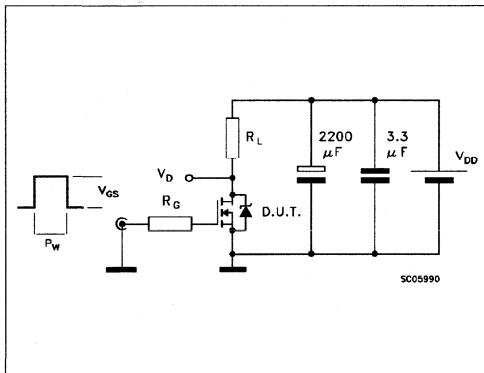 R_L
2200
μF
3.3
μF
V_DD
V_D
V_GS
R_G
D.U.T.
P_W
SC05990